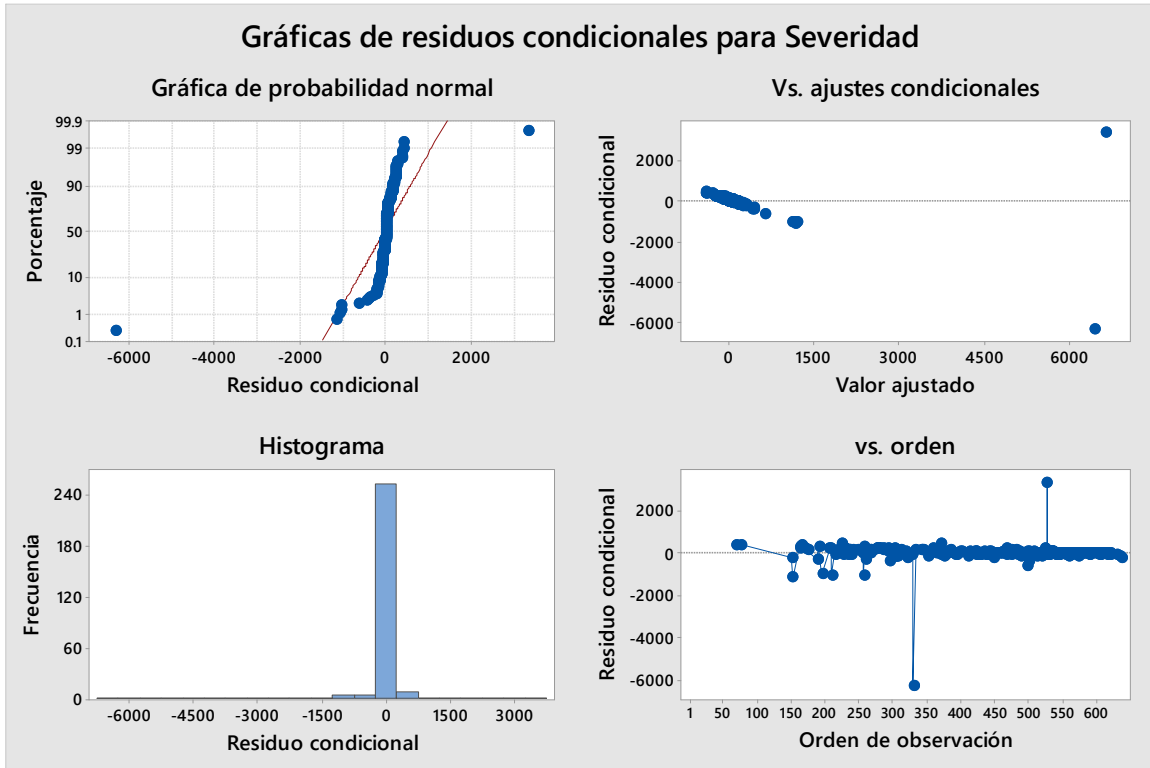 Gráficas de residuos condicionales para Severidad
Gráfica de probabilidad normal
99.9
99
90
50
10
1
0.1
Porcentaje
-6000 -4000 -2000 0 2000
Residuo condicional
Vs. ajustes condicionales
2000
0
-2000
-4000
-6000
Residuo condicional
0 1500 3000 4500 6000
Valor ajustado
Histograma
240
180
120
60
0
Frecuencia
-6000 -4500 -3000 -1500 0 1500 3000
Residuo condicional
vs. orden
2000
0
-2000
-4000
-6000
Residuo condicional
1 50 100 150 200 250 300 350 400 450 500 550 600
Orden de observación